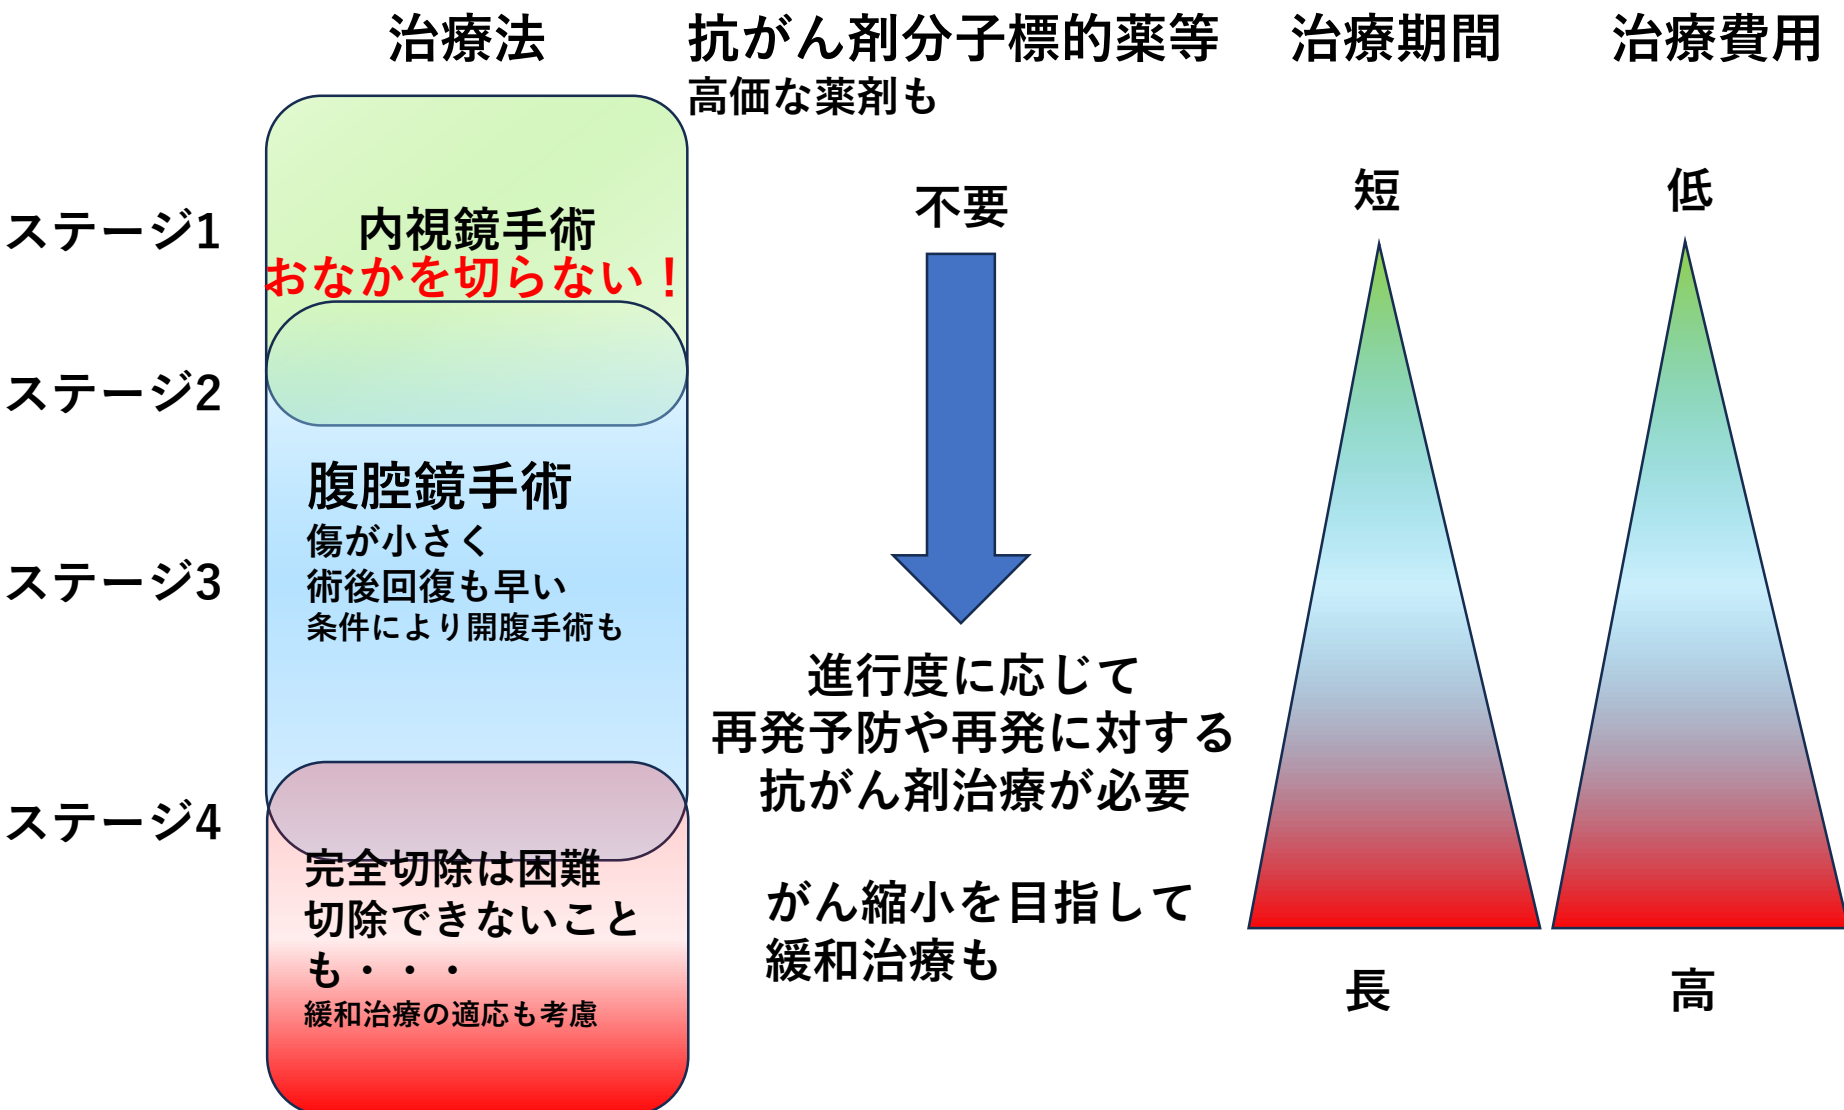 治療法
抗がん剤分子標的薬等
高価な薬剤も
治療期間
治療費用
ステージ1
ステージ2
ステージ3
ステージ4
内視鏡手術
おなかを切らない！
腹腔鏡手術
傷が小さく
術後回復も早い
条件により開腹手術も
完全切除は困難
切除できないこと
も・・・
緩和治療の適応も考慮
不要
進行度に応じて
再発予防や再発に対する
抗がん剤治療が必要
がん縮小を目指して
緩和治療も
短
長
低
高